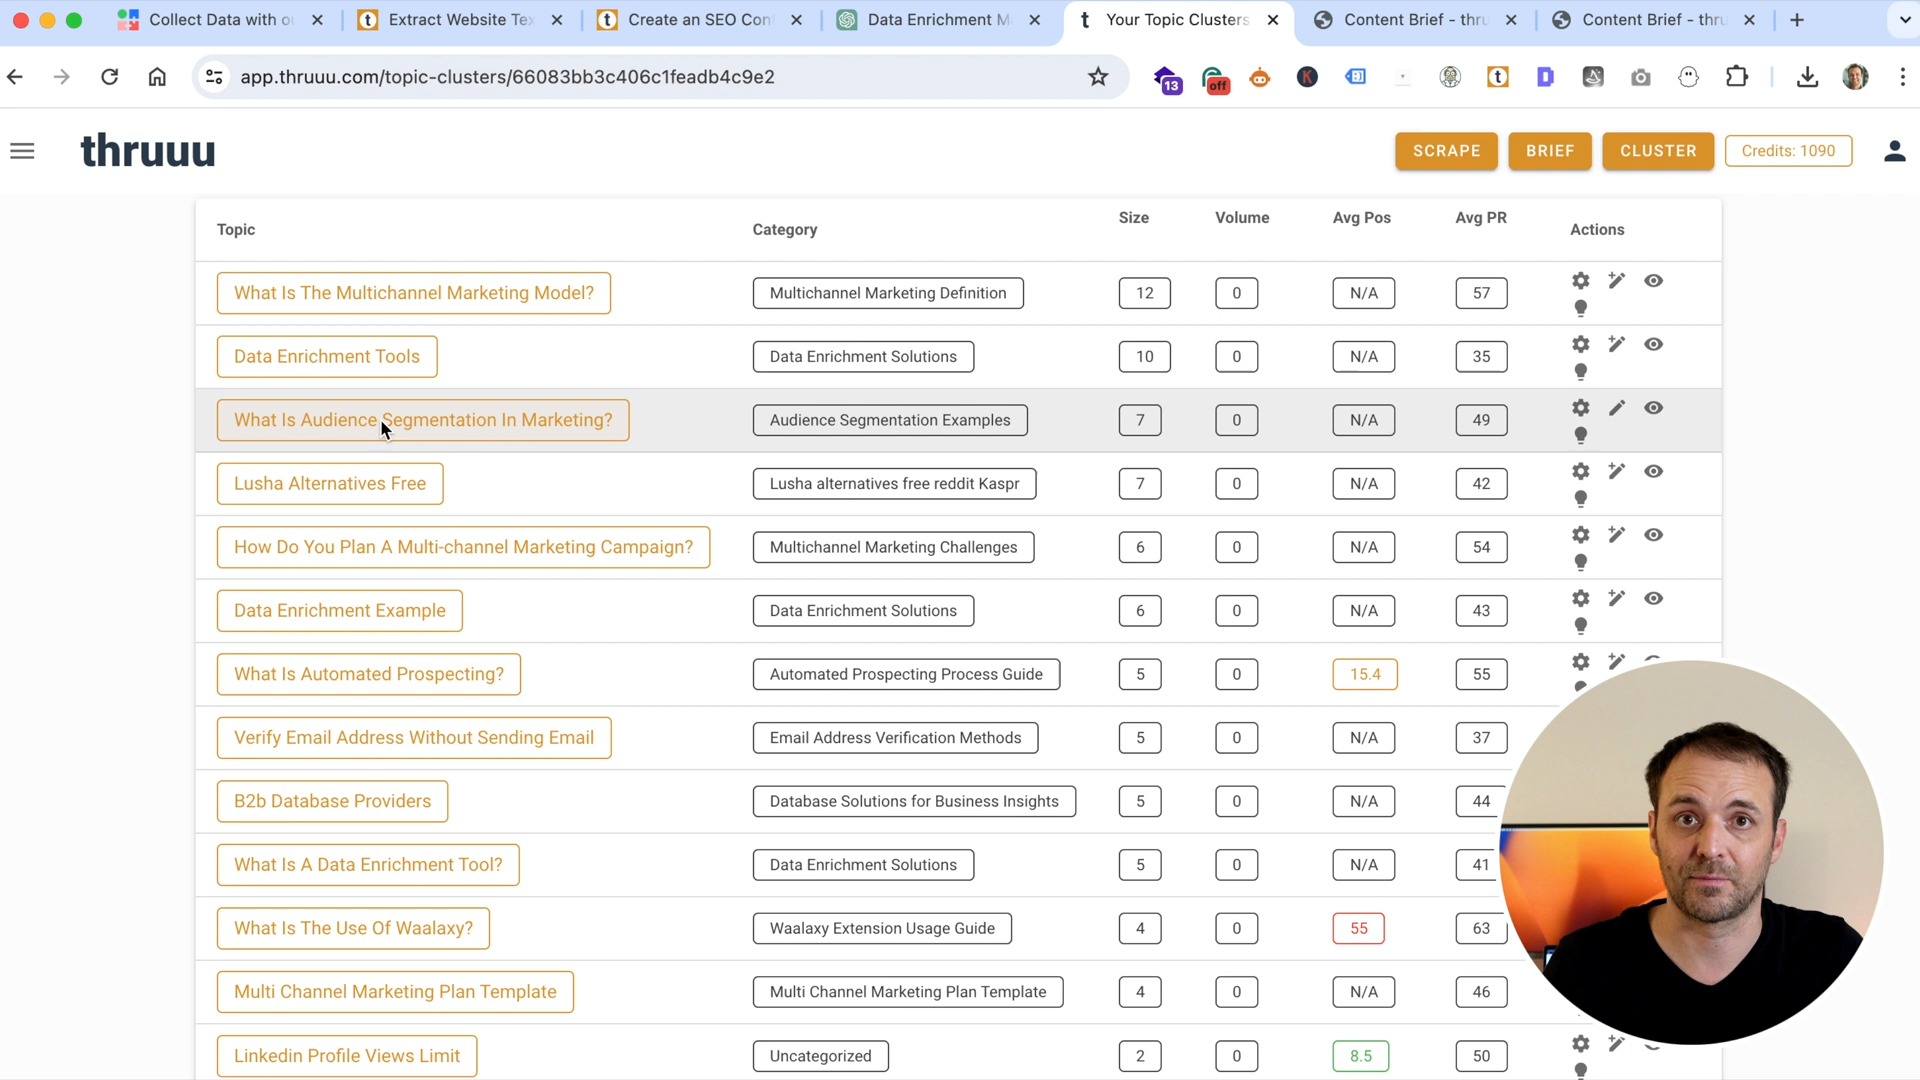 Collect Data with ou
Extract Website Tex
Create an SEO Con
Data Enrichment M
Your Topic Clusters
Content Brief - thru
Content Brief - thru
app.thruuu.com/topic-clusters/66083bb3c406c1feadb4c9e2
13
off
thruuu
SCRAPE
BRIEF
CLUSTER
Credits: 1090
Topic Category Size Volume Avg Pos Avg PR Actions
What Is The Multichannel Marketing Model? Multichannel Marketing Definition 12 0 N/A 57
Data Enrichment Tools Data Enrichment Solutions 10 0 N/A 35
What Is Audience Segmentation In Marketing? Audience Segmentation Examples 7 0 N/A 49
Lusha Alternatives Free Lusha alternatives free reddit Kaspr 7 0 N/A 42
How Do You Plan A Multi-channel Marketing Campaign? Multichannel Marketing Challenges 6 0 N/A 54
Data Enrichment Example Data Enrichment Solutions 6 0 N/A 43
What Is Automated Prospecting? Automated Prospecting Process Guide 5 0 15.4 55
Verify Email Address Without Sending Email Email Address Verification Methods 5 0 N/A 37
B2b Database Providers Database Solutions for Business Insights 5 0 N/A 44
What Is A Data Enrichment Tool? Data Enrichment Solutions 5 0 N/A 41
What Is The Use Of Waalaxy? Waalaxy Extension Usage Guide 4 0 55 63
Multi Channel Marketing Plan Template Multi Channel Marketing Plan Template 4 0 N/A 46
Linkedin Profile Views Limit Uncategorized 2 0 8.5 50